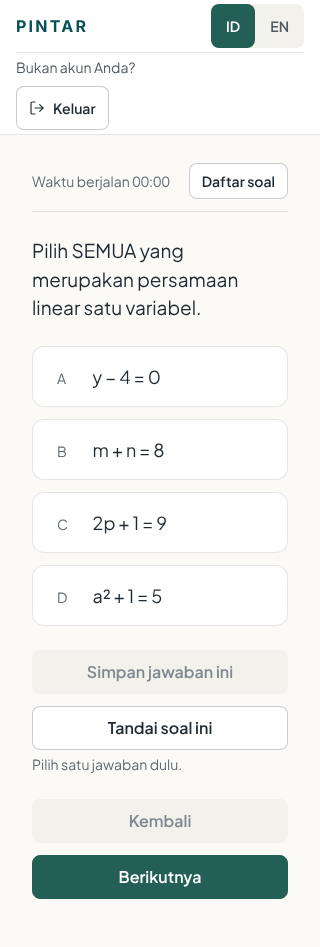 PINTAR
ID
EN
Bukan akun Anda?
Keluar
Waktu berjalan 00:00
Daftar soal
Pilih SEMUA yang
merupakan persamaan
linear satu variabel.
A y – 4 = 0
B m + n = 8
C 2p + 1 = 9
D a² + 1 = 5
Simpan jawaban ini
Tandai soal ini
Pilih satu jawaban dulu.
Kembali
Berikutnya